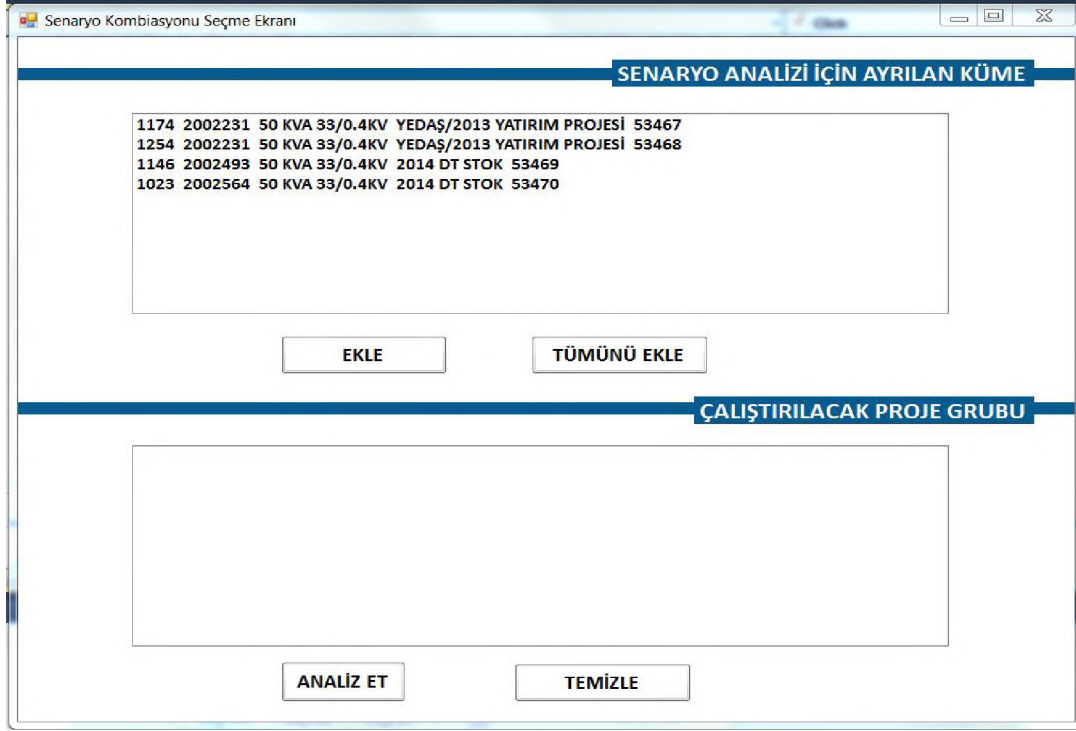 Senaryo Kombiasyonu Seçme Ekranı
SENARYO ANALİZİ İÇİN AYRILAN KÜME
1174 2002231 50 KVA 33/0.4KV YEDAŞ/2013 YATIRIM PROJESİ 53467
1254 2002231 50 KVA 33/0.4KV YEDAŞ/2013 YATIRIM PROJESİ 53468
1146 2002493 50 KVA 33/0.4KV 2014 DT STOK 53469
1023 2002564 50 KVA 33/0.4KV 2014 DT STOK 53470
EKLE
TÜMÜNÜ EKLE
ÇALIŞTIRILACAK PROJE GRUBU
ANALİZ ET
TEMİZLE